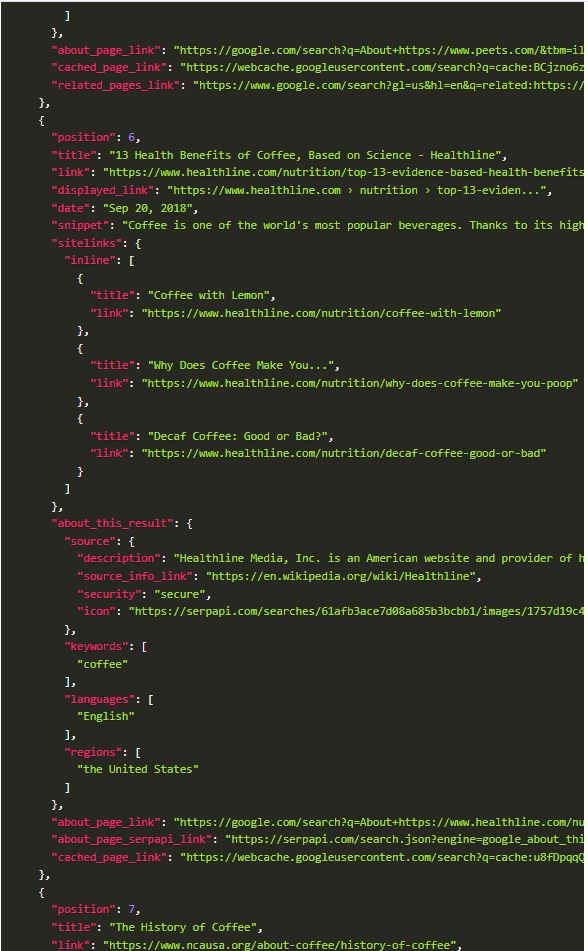 ]
},
"about_page_link": "https://google.com/search?q=About+https://www.peets.com/&tbm=il
"cached_page_link": "https://webcache.googleusercontent.com/search?q=cache:BCjzno6z
"related_pages_link": "https://www.google.com/search?gl=us&hl=en&q=related:https://
},
{
"position": 6,
"title": "13 Health Benefits of Coffee, Based on Science - Healthline",
"link": "https://www.healthline.com/nutrition/top-13-evidence-based-health-benefits
"displayed_link": "https://www.healthline.com › nutrition › top-13-eviden...",
"date": "Sep 20, 2018",
"snippet": "Coffee is one of the world's most popular beverages. Thanks to its high
"sitelinks": {
"inline": [
{
"title": "Coffee with Lemon",
"link": "https://www.healthline.com/nutrition/coffee-with-lemon"
},
{
"title": "Why Does Coffee Make You...",
"link": "https://www.healthline.com/nutrition/why-does-coffee-make-you-poop"
},
{
"title": "Decaf Coffee: Good or Bad?",
"link": "https://www.healthline.com/nutrition/decaf-coffee-good-or-bad"
}
]
},
"about_this_result": {
"source": {
"description": "Healthline Media, Inc. is an American website and provider of h
"source_info_link": "https://en.wikipedia.org/wiki/Healthline",
"security": "secure",
"icon": "https://serpapi.com/searches/61afb3ace7d08a685b3bcbb1/images/1757d19c4
},
"keywords": [
"coffee"
],
"languages": [
"English"
],
"regions": [
"the United States"
]
},
"about_page_link": "https://google.com/search?q=About+https://www.healthline.com/nu
"about_page_serpapi_link": "https://serpapi.com/search.json?engine=google_about_thi
"cached_page_link": "https://webcache.googleusercontent.com/search?q=cache:u8fDpqqQ
},
{
"position": 7,
"title": "The History of Coffee",
"link": "https://www.ncausa.org/about-coffee/history-of-coffee",